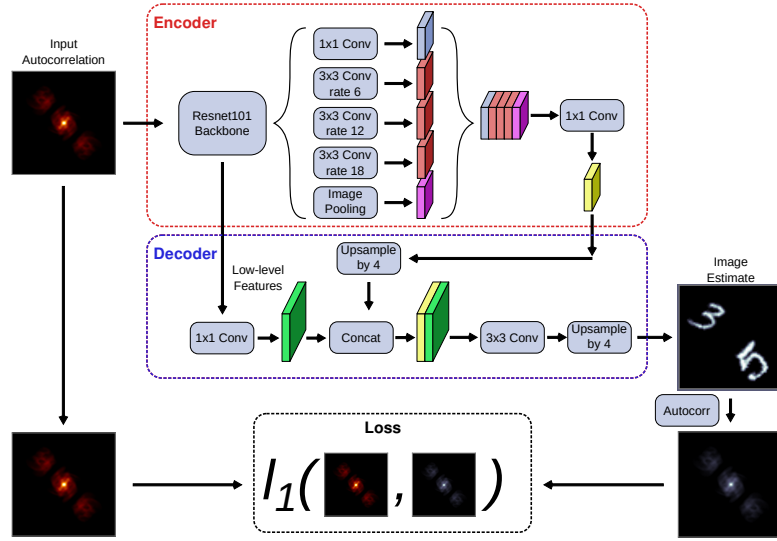 Encoder
Input
Autocorrelation
Resnet101
Backbone
1x1 Conv
3x3 Conv
rate 6
3x3 Conv
rate 12
3x3 Conv
rate 18
Image
Pooling
1x1 Conv
Decoder
Upsample
by 4
Low-level
Features
1x1 Conv
Concat
3x3 Conv
Upsample
by 4
Image
Estimate
3
5
Autocorr
Loss
l1( , )